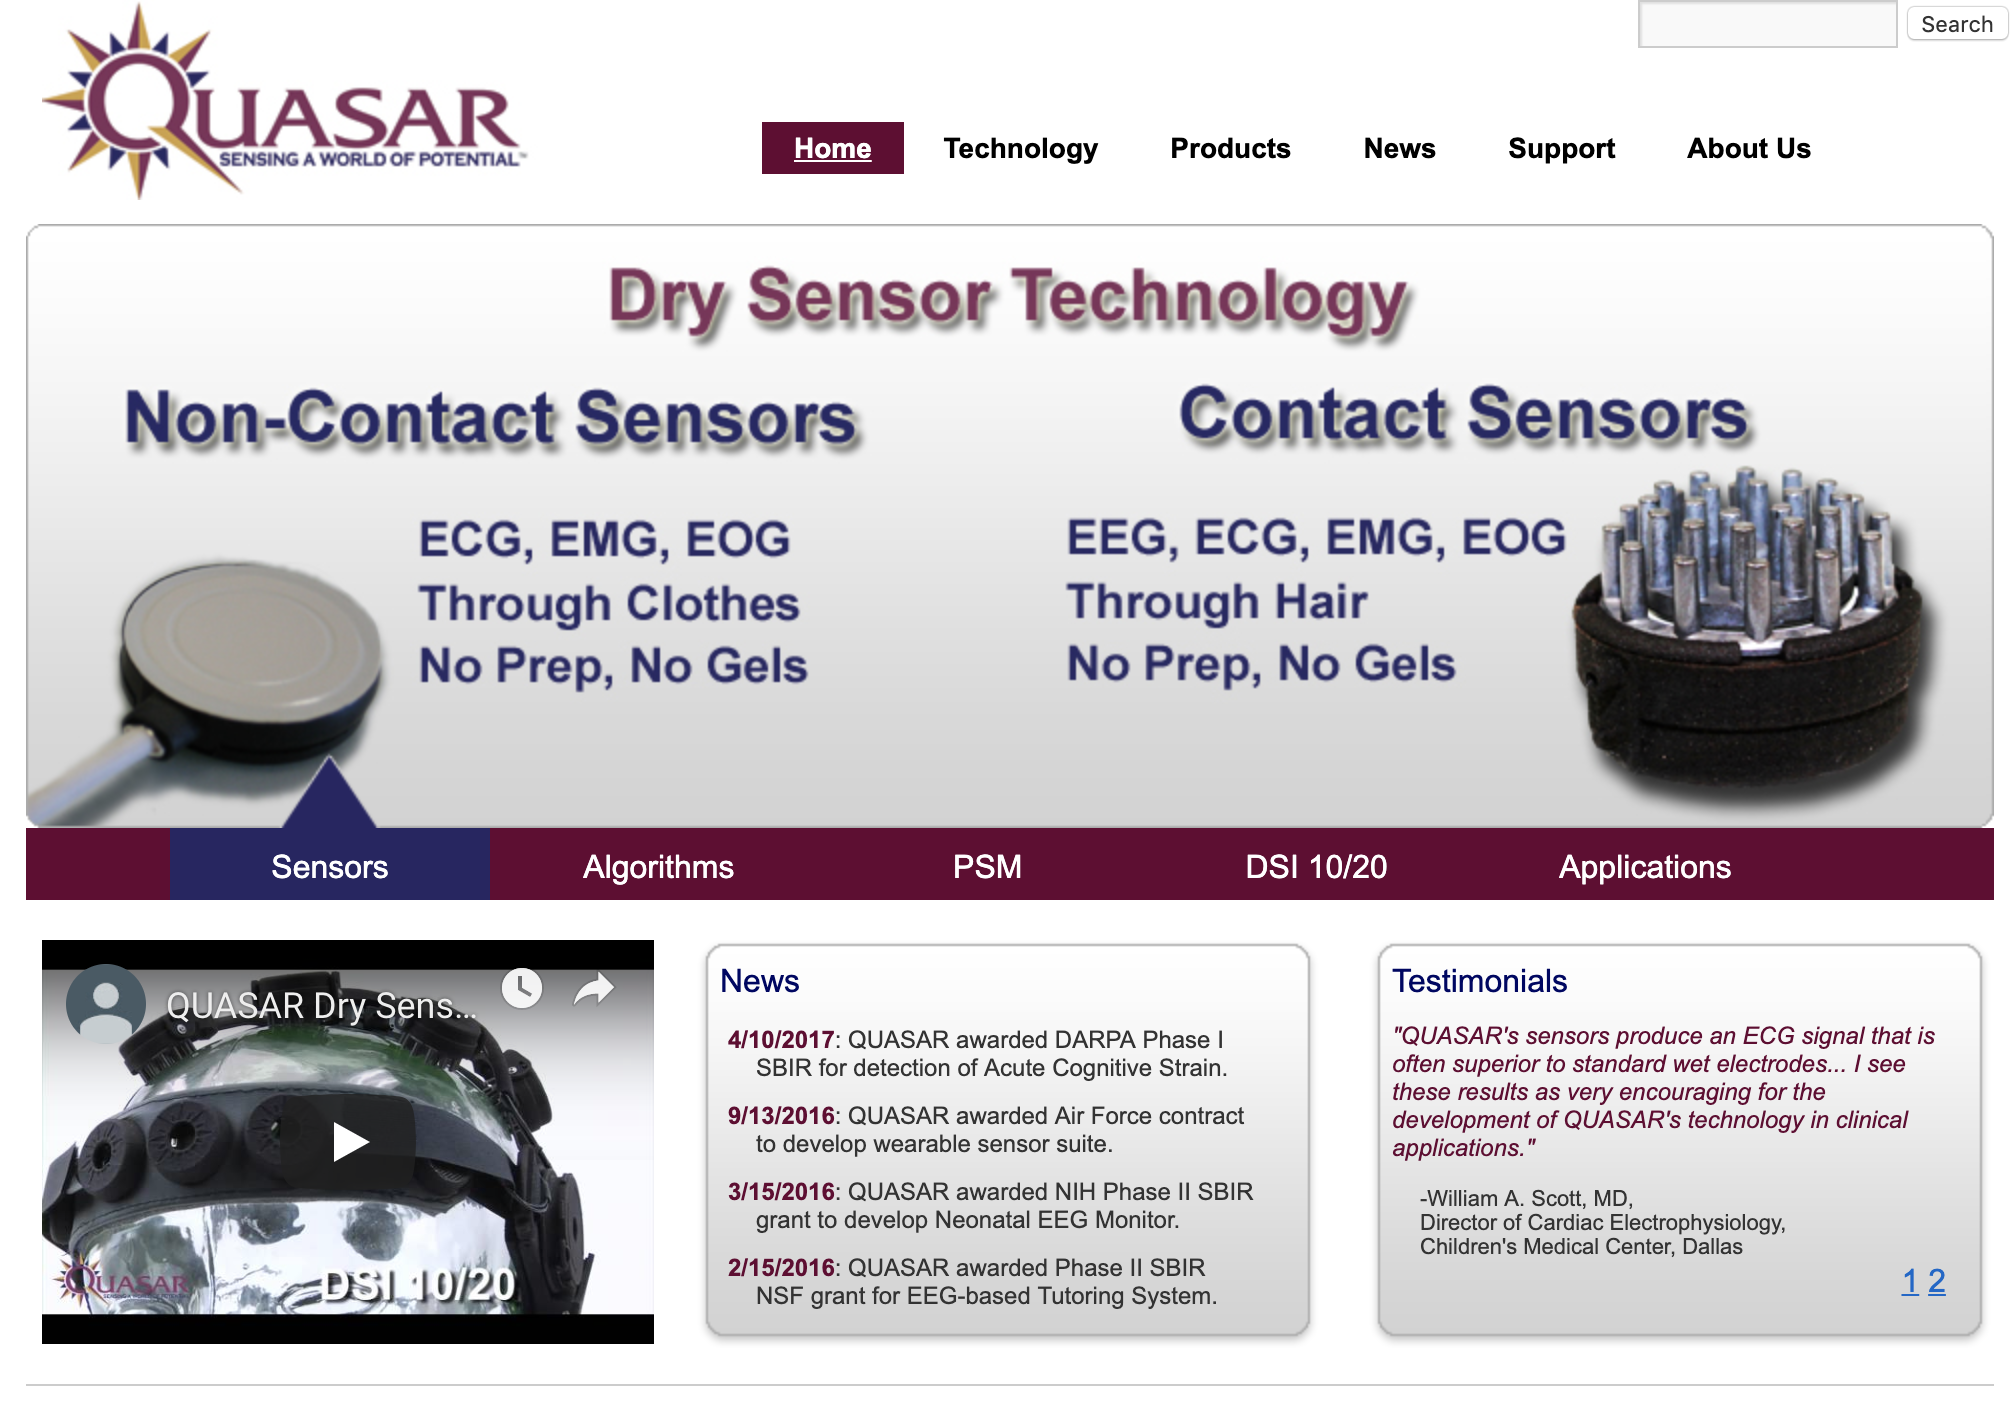 Search
QUASAR
SENSING A WORLD OF POTENTIAL™
Home Technology Products News Support About Us
Dry Sensor Technology
Non-Contact Sensors
ECG, EMG, EOG
Through Clothes
No Prep, No Gels
Contact Sensors
EEG, ECG, EMG, EOG
Through Hair
No Prep, No Gels
Sensors Algorithms PSM DSI 10/20 Applications
QUASAR Dry Sens...
QUASAR
SENSING A WORLD OF POTENTIAL
DSI 10/20
News
4/10/2017: QUASAR awarded DARPA Phase I
SBIR for detection of Acute Cognitive Strain.
9/13/2016: QUASAR awarded Air Force contract
to develop wearable sensor suite.
3/15/2016: QUASAR awarded NIH Phase II SBIR
grant to develop Neonatal EEG Monitor.
2/15/2016: QUASAR awarded Phase II SBIR
NSF grant for EEG-based Tutoring System.
Testimonials
"QUASAR's sensors produce an ECG signal that is
often superior to standard wet electrodes... I see
these results as very encouraging for the
development of QUASAR's technology in clinical
applications."
-William A. Scott, MD,
Director of Cardiac Electrophysiology,
Children's Medical Center, Dallas
1 2